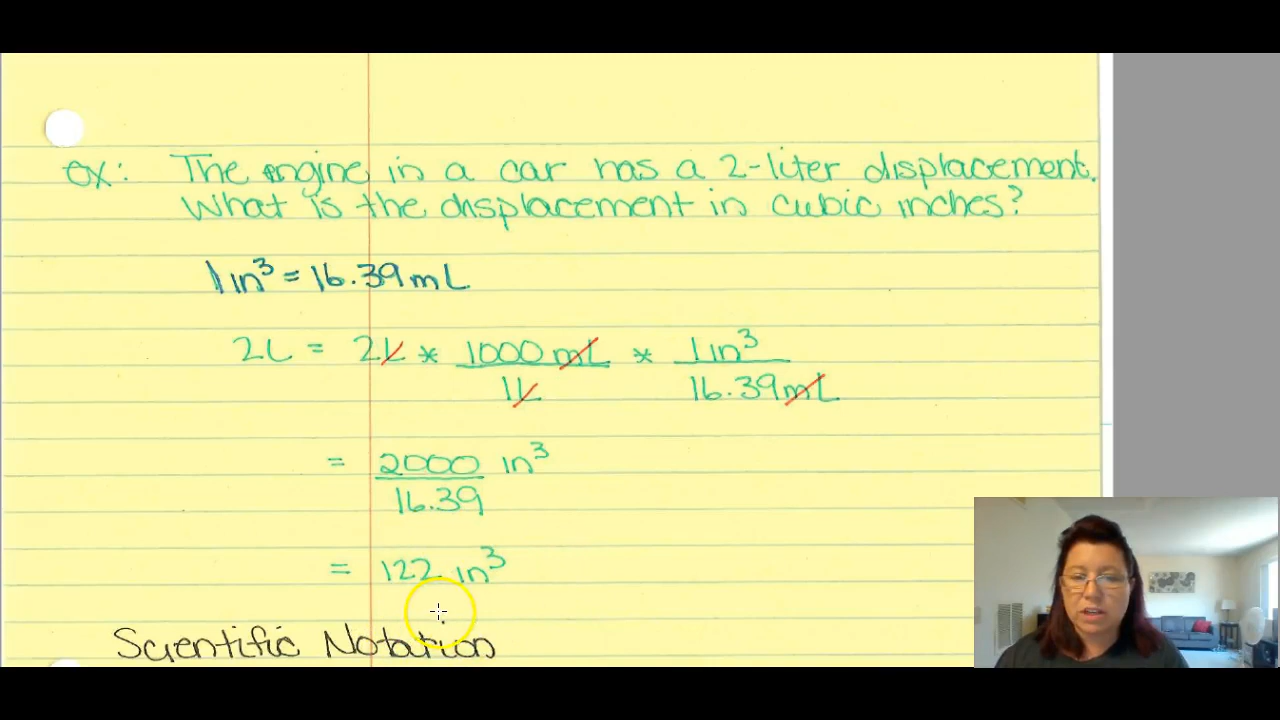 ex: The engine in a car has a 2-liter displacement.
What is the displacement in cubic inches?
1 in³ = 16.39 mL
2L = 2L * 1000 mL / 1L * 1 in³ / 16.39 mL
= 2000 / 16.39 in³
= 122 in³
Scientific Notation